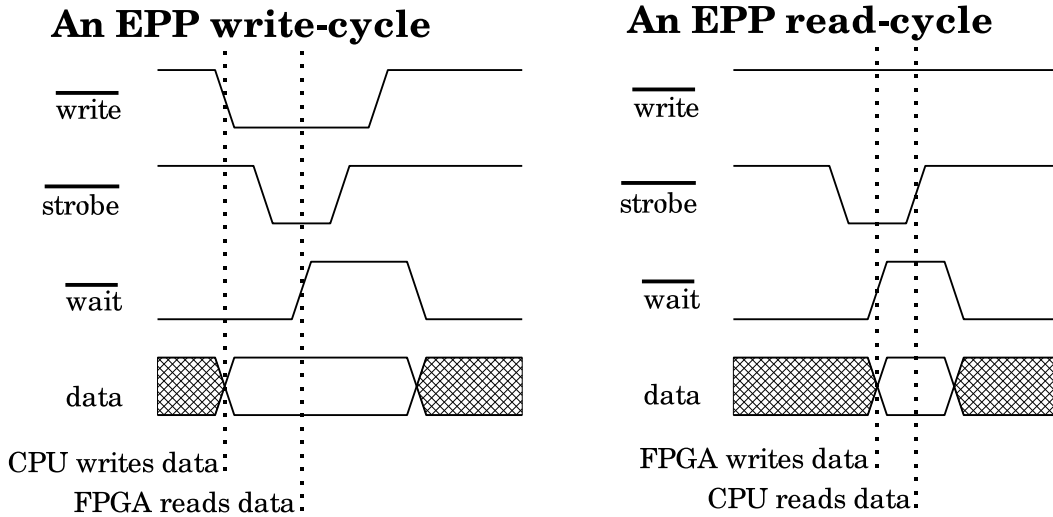 An EPP write-cycle
write
strobe
wait
data
CPU writes data
FPGA reads data
An EPP read-cycle
write
strobe
wait
data
FPGA writes data
CPU reads data